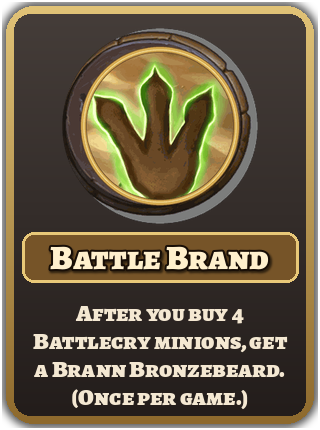 Battle Brand
After you buy 4
Battlecry minions, get
a Brann Bronzebeard.
(Once per game.)